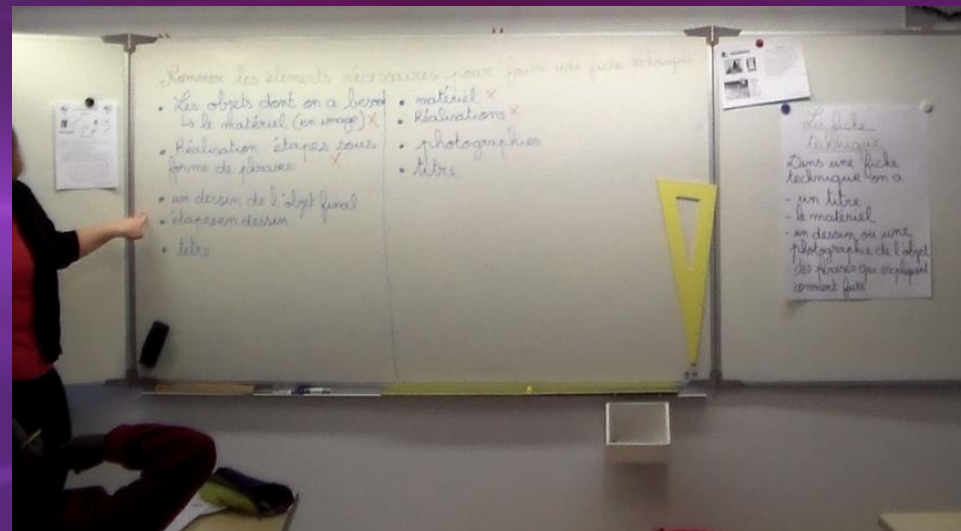 Nommer les éléments nécessaires pour une fiche technique
• Les objets dont on a besoin
↳ le matériel (en image) x
• Réalisation étapes sous
forme de phrases x
• un dessin de l'objet final
• étapes en dessin
• titre
• matériel x
• Réalisations x
• photographies
• titre
La fiche
technique
Dans une fiche
technique on a
- un titre
- le matériel
- un dessin ou une
photographie de l'objet
- des phrases qui expliquent
comment faire